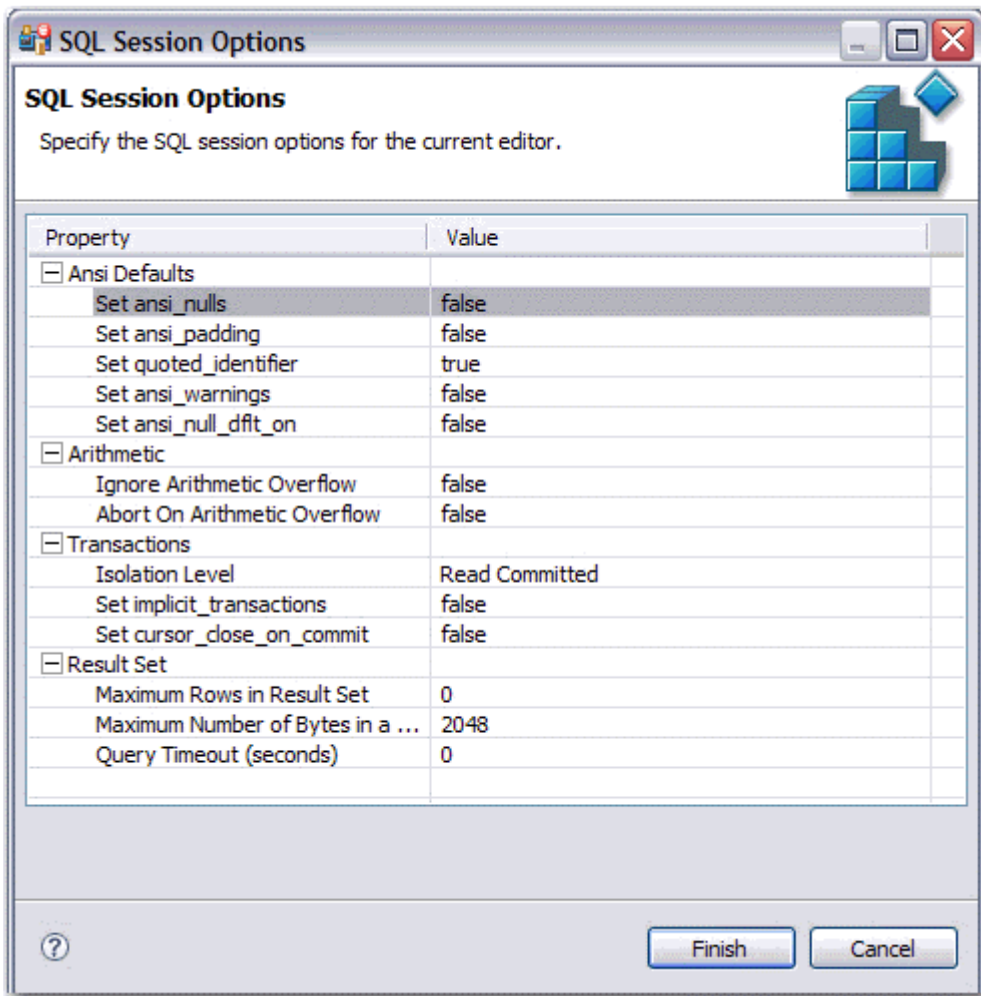 SQL Session Options
SQL Session Options
Specify the SQL session options for the current editor.
Property Value
Ansi Defaults
Set ansi_nulls false
Set ansi_padding false
Set quoted_identifier true
Set ansi_warnings false
Set ansi_null_dflt_on false
Arithmetic
Ignore Arithmetic Overflow false
Abort On Arithmetic Overflow false
Transactions
Isolation Level Read Committed
Set implicit_transactions false
Set cursor_close_on_commit false
Result Set
Maximum Rows in Result Set 0
Maximum Number of Bytes in a ... 2048
Query Timeout (seconds) 0
? Finish Cancel